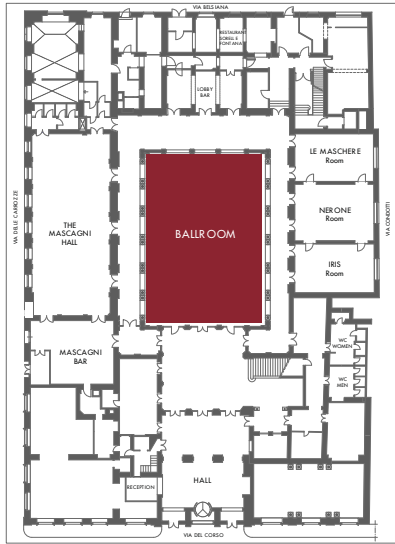 VIA BELSIANA
RESTAURANT
SORELLE
FONTANA
LOBBY
BAR
LE MASCHERE
Room
VIA DELLE CARROZZE
THE
MASCAGNI
HALL
BALLROOM
NERONE
Room
VIA CONDOTTI
IRIS
Room
MASCAGNI
BAR
WC
WOMEN
WC
MEN
HALL
RECEPTION
VIA DEL CORSO